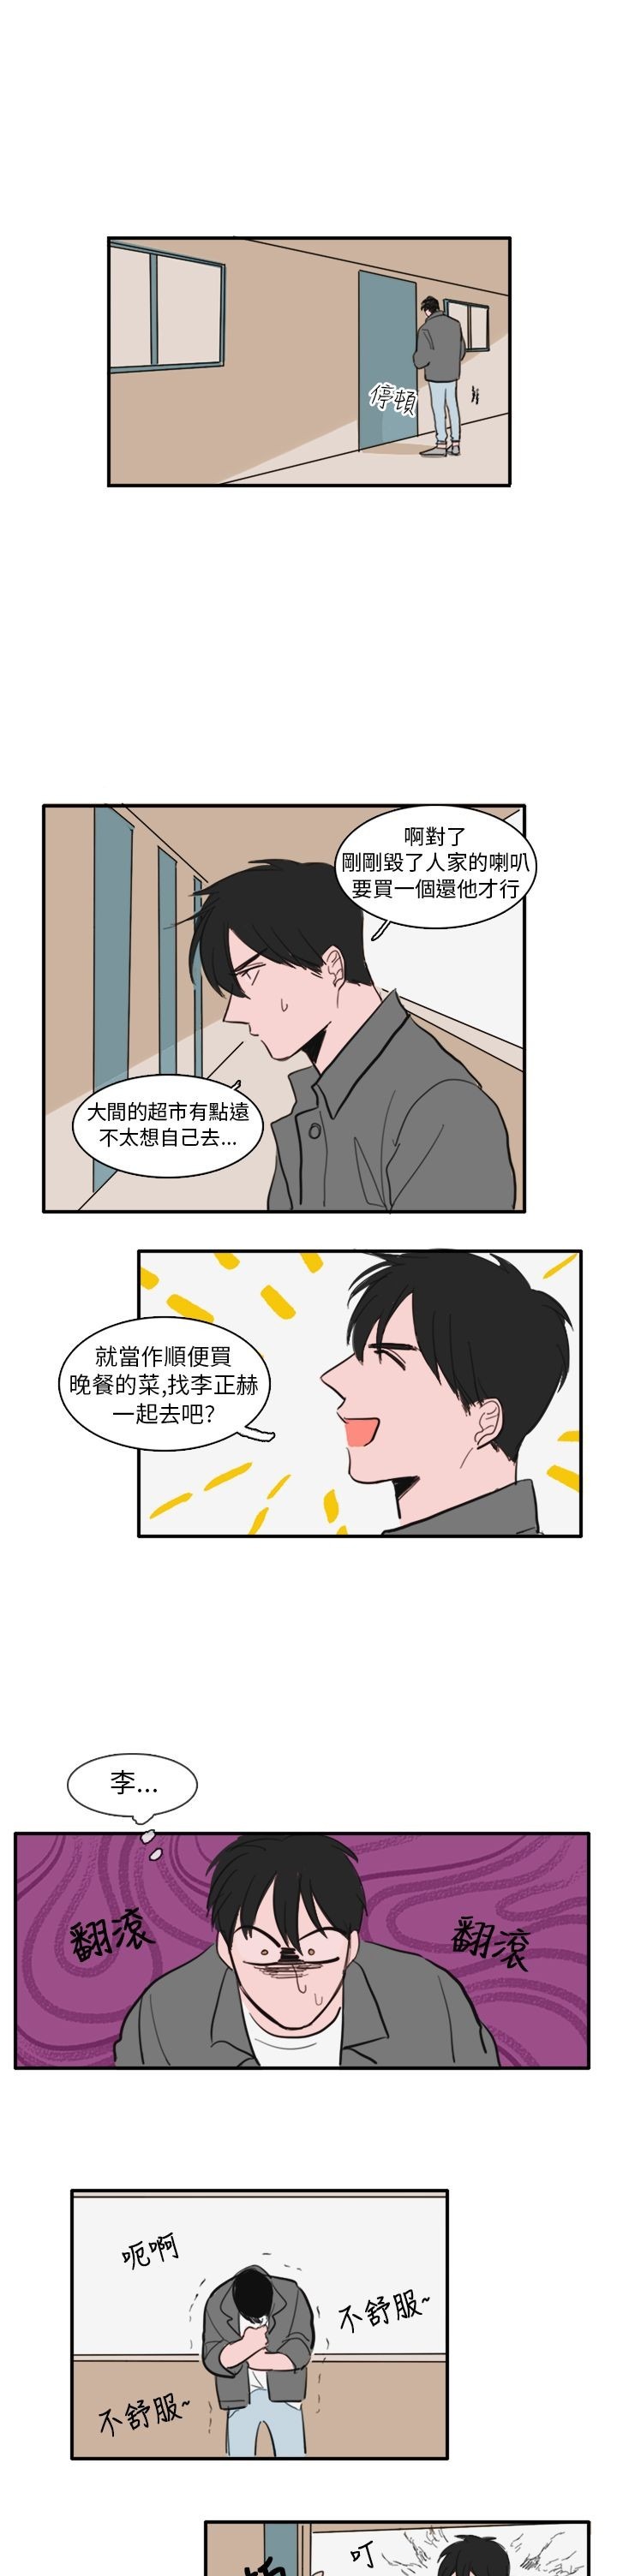 停頓
啊對了
剛剛毀了人家的喇叭
要買一個還他才行
大間的超市有點遠
不太想自己去...
就當作順便買
晚餐的菜,找李正赫
一起去吧?
李...
翻滾
翻滾
呃啊
不舒服~
不舒服~
叮